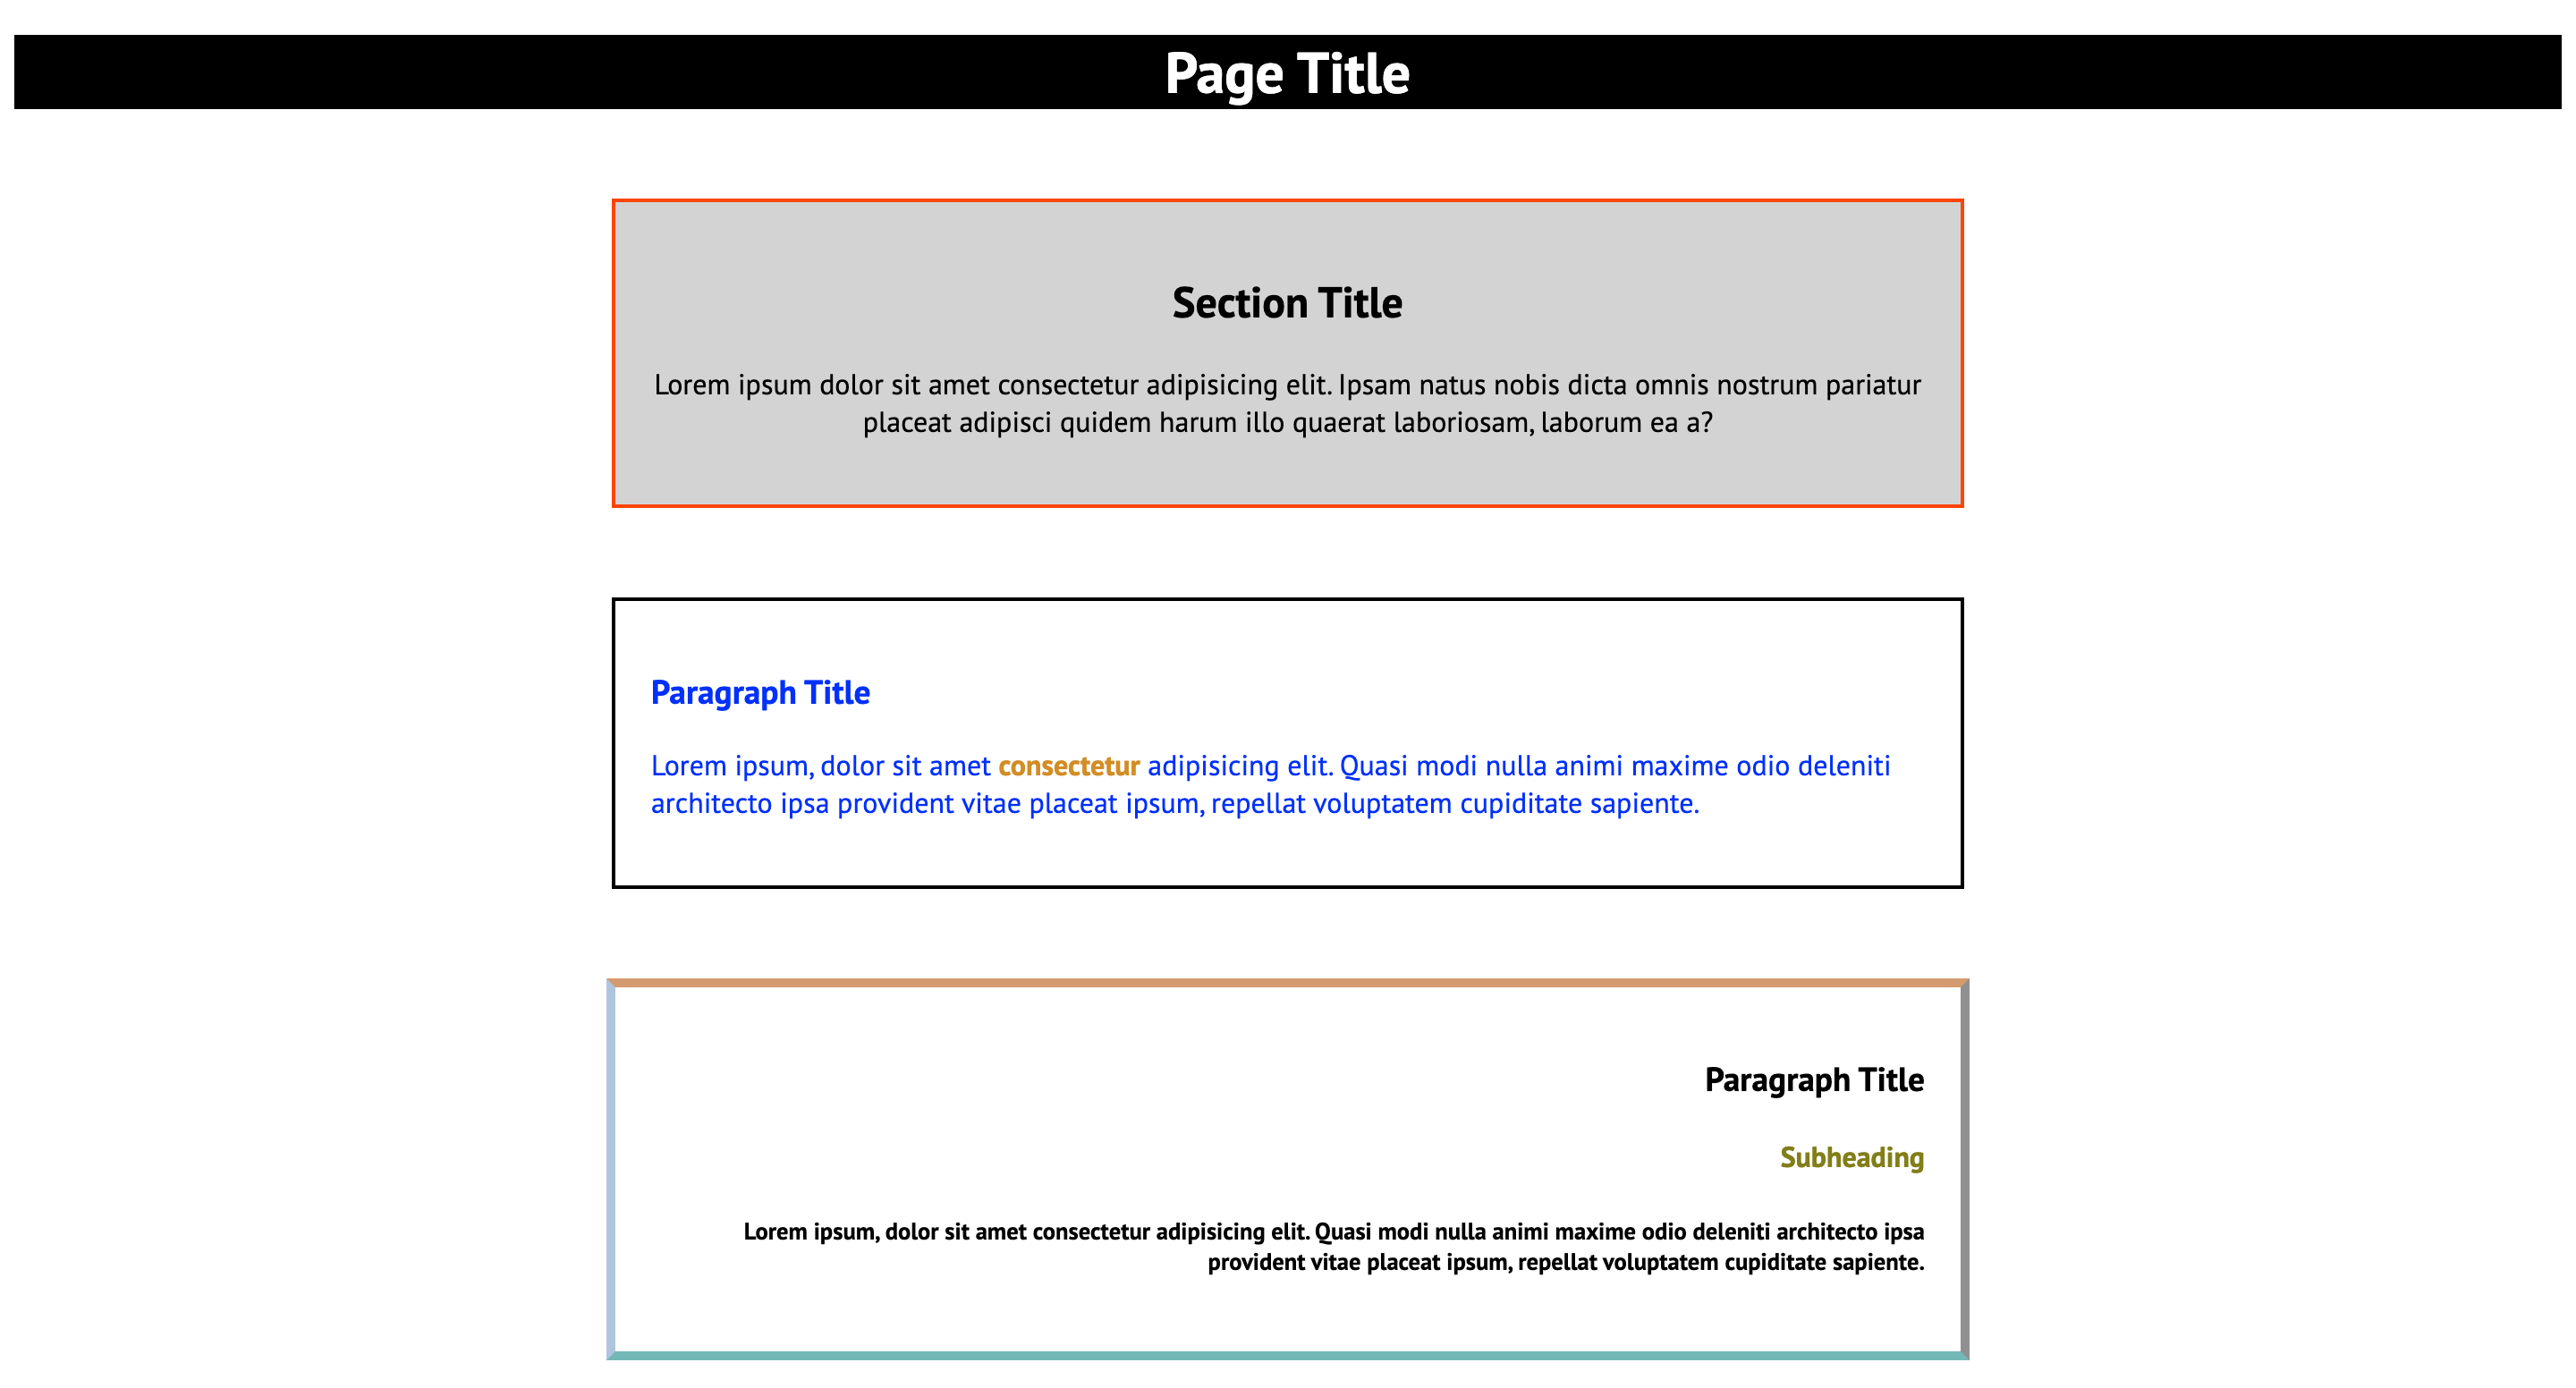 Page Title
Section Title
Lorem ipsum dolor sit amet consectetur adipisicing elit. Ipsam natus nobis dicta omnis nostrum pariatur
placeat adipisci quidem harum illo quaerat laboriosam, laborum ea a?
Paragraph Title
Lorem ipsum, dolor sit amet consectetur adipisicing elit. Quasi modi nulla animi maxime odio deleniti
architecto ipsa provident vitae placeat ipsum, repellat voluptatem cupiditate sapiente.
Paragraph Title
Subheading
Lorem ipsum, dolor sit amet consectetur adipisicing elit. Quasi modi nulla animi maxime odio deleniti architecto ipsa
provident vitae placeat ipsum, repellat voluptatem cupiditate sapiente.